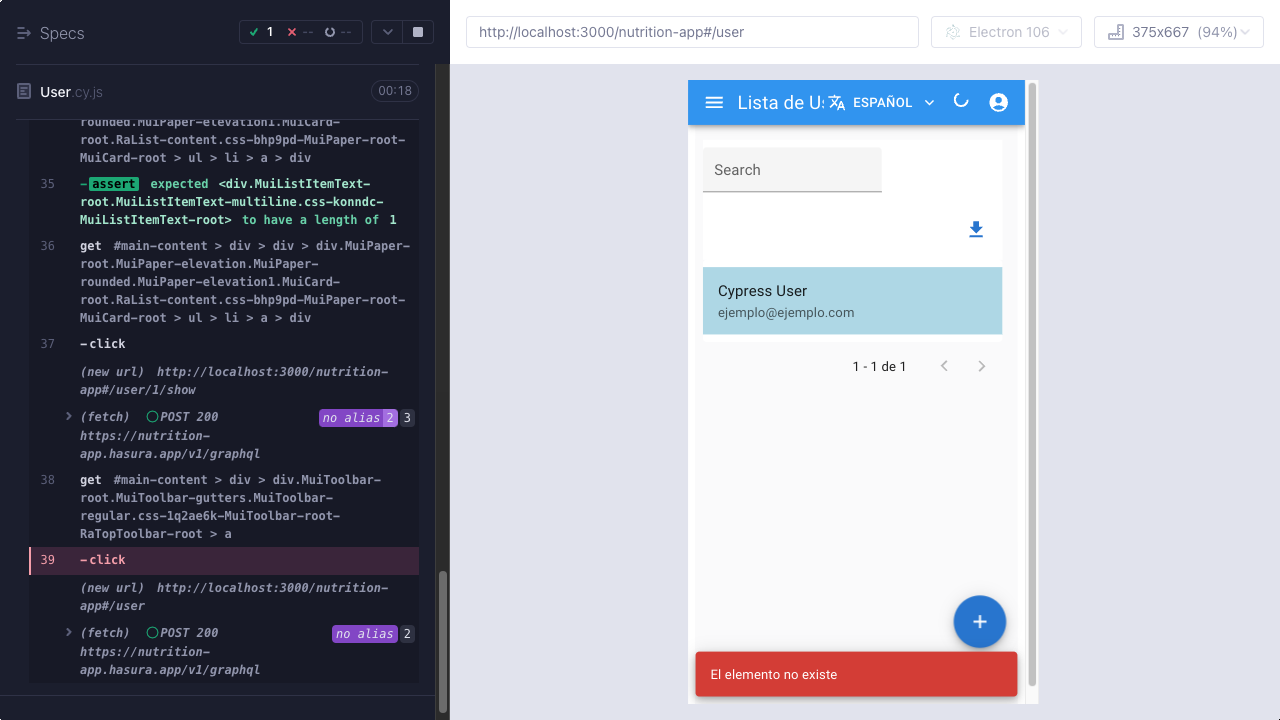 Specs
1
--
--
User.cy.js
00:18
rounded.MuiPaper-elevation1.MuiCard-
root.RaList-content.css-bhp9pd-MuiPaper-root-
MuiCard-root > ul > li > a > div
35
-assert expected <div.MuiListItemText-
root.MuiListItemText-multiline.css-konndc-
MuiListItemText-root> to have a length of 1
36
get #main-content > div > div > div.MuiPaper-
root.MuiPaper-elevation.MuiPaper-
rounded.MuiPaper-elevation1.MuiCard-
root.RaList-content.css-bhp9pd-MuiPaper-root-
MuiCard-root > ul > li > a > div
37
-click
(new url) http://localhost:3000/nutrition-
app#/user/1/show
(fetch) POST 200
no alias 2 3
https://nutrition-
app.hasura.app/v1/graphql
38
get #main-content > div > div.MuiToolbar-
root.MuiToolbar-gutters.MuiToolbar-
regular.css-1q2ae6k-MuiToolbar-root-
RaTopToolbar-root > a
39
-click
(new url) http://localhost:3000/nutrition-
app#/user
(fetch) POST 200
no alias 2
https://nutrition-
app.hasura.app/v1/graphql
http://localhost:3000/nutrition-app#/user
Electron 106
375x667 (94%)
Lista de U
ESPAÑOL
Search
Cypress User
ejemplo@ejemplo.com
1 - 1 de 1
+
El elemento no existe